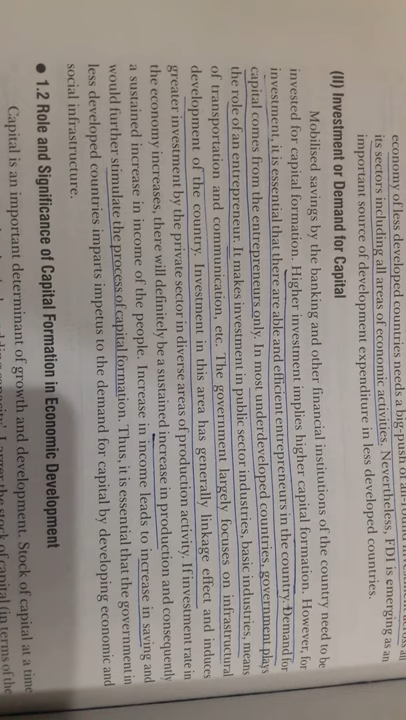 economy of less developed countries needs a big-push of all-round investment across all
its sectors including all areas of economic activities. Nevertheless, FDI is emerging as an
important source of development expenditure in less developed countries.
(II) Investment or Demand for Capital
Mobilised savings by the banking and other financial institutions of the country need to be
invested for capital formation. Higher investment implies higher capital formation. However, for
investment, it is essential that there are able and efficient entrepreneurs in the country. Demand for
capital comes from the entrepreneurs only. In most underdeveloped countries, government plays
the role of an entrepreneur. It makes investment in public sector industries, basic industries, means
of transportation and communication, etc. The government largely focuses on infrastructural
development of the country. Investment in this area has generally linkage effect and induces
greater investment by the private sector in diverse areas of production activity. If investment rate in
the economy increases, there will definitely be a sustained increase in production and consequently
a sustained increase in income of the people. Increase in income leads to increase in saving and
would further stimulate the process of capital formation. Thus, it is essential that the government in
less developed countries imparts impetus to the demand for capital by developing economic and
social infrastructure.
● 1.2 Role and Significance of Capital Formation in Economic Development
Capital is an important determinant of growth and development. Stock of capital at a time
capacity'. Larger the stock of capital (in terms of the